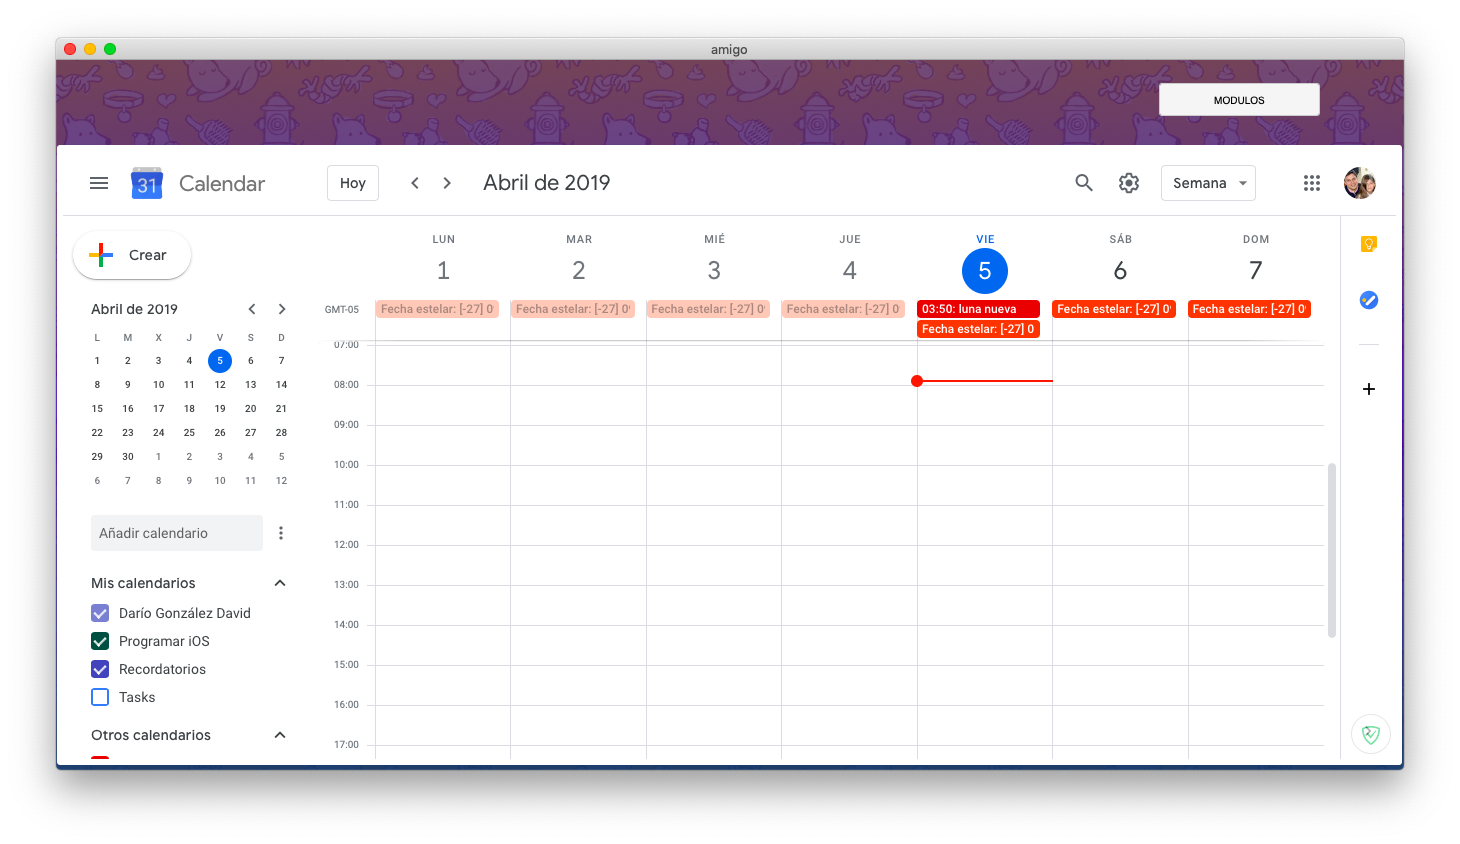 amigo
MODULOS
31 Calendar Hoy Abril de 2019 Semana
Crear
Abril de 2019
L M X J V S D
1 2 3 4 5 6 7
8 9 10 11 12 13 14
15 16 17 18 19 20 21
22 23 24 25 26 27 28
29 30 1 2 3 4 5
6 7 8 9 10 11 12
Añadir calendario
Mis calendarios
Darío González David
Programar iOS
Recordatorios
Tasks
Otros calendarios
LUN MAR MIÉ JUE VIE SÁB DOM
1 2 3 4 5 6 7
GMT-05 Fecha estelar: [-27] 0 Fecha estelar: [-27] 0 Fecha estelar: [-27] 0 Fecha estelar: [-27] 0 03:50: luna nueva Fecha estelar: [-27] 0 Fecha estelar: [-27] 0
Fecha estelar: [-27] 0
07:00
08:00
09:00
10:00
11:00
12:00
13:00
14:00
15:00
16:00
17:00